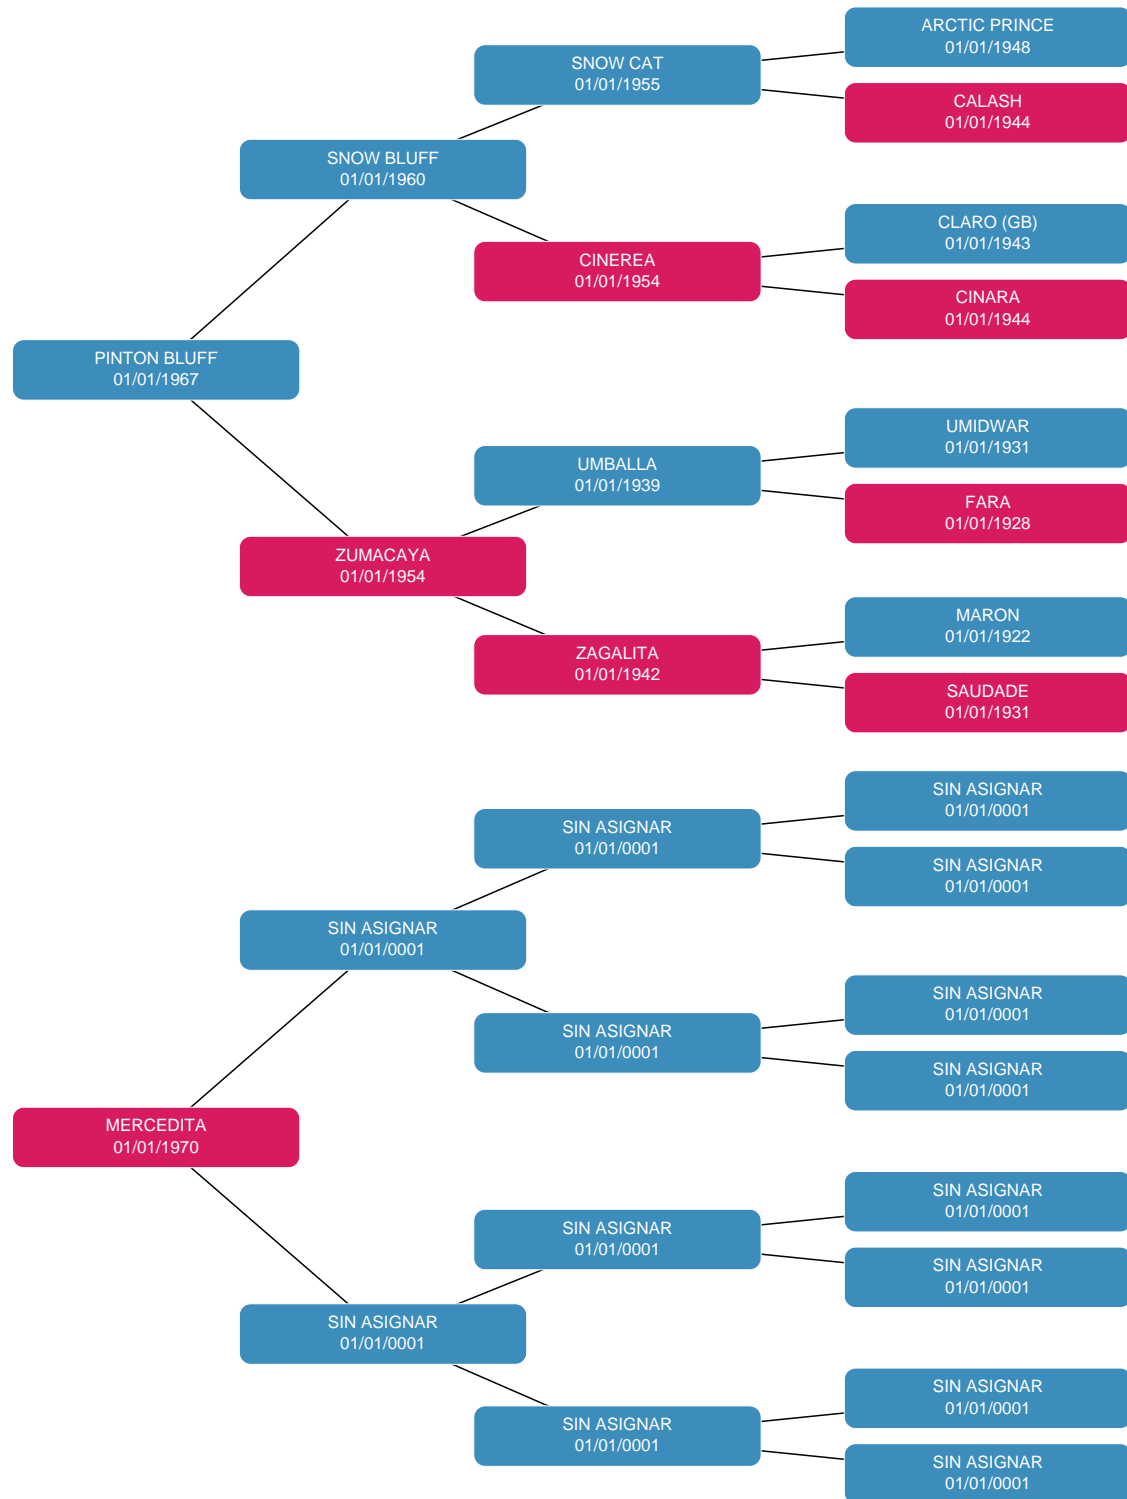 ARCTIC PRINCE
01/01/1948
SNOW CAT
01/01/1955
CALASH
01/01/1944
SNOW BLUFF
01/01/1960
CLARO (GB)
01/01/1943
CINEREA
01/01/1954
CINARA
01/01/1944
PINTON BLUFF
01/01/1967
UMIDWAR
01/01/1931
UMBALLA
01/01/1939
FARA
01/01/1928
ZUMACAYA
01/01/1954
MARON
01/01/1922
ZAGALITA
01/01/1942
SAUDADE
01/01/1931
SIN ASIGNAR
01/01/0001
SIN ASIGNAR
01/01/0001
SIN ASIGNAR
01/01/0001
SIN ASIGNAR
01/01/0001
SIN ASIGNAR
01/01/0001
SIN ASIGNAR
01/01/0001
SIN ASIGNAR
01/01/0001
MERCEDITA
01/01/1970
SIN ASIGNAR
01/01/0001
SIN ASIGNAR
01/01/0001
SIN ASIGNAR
01/01/0001
SIN ASIGNAR
01/01/0001
SIN ASIGNAR
01/01/0001
SIN ASIGNAR
01/01/0001
SIN ASIGNAR
01/01/0001